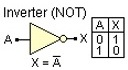 Inverter (NOT)
A X
A X
0 1
1 0
X = A̅